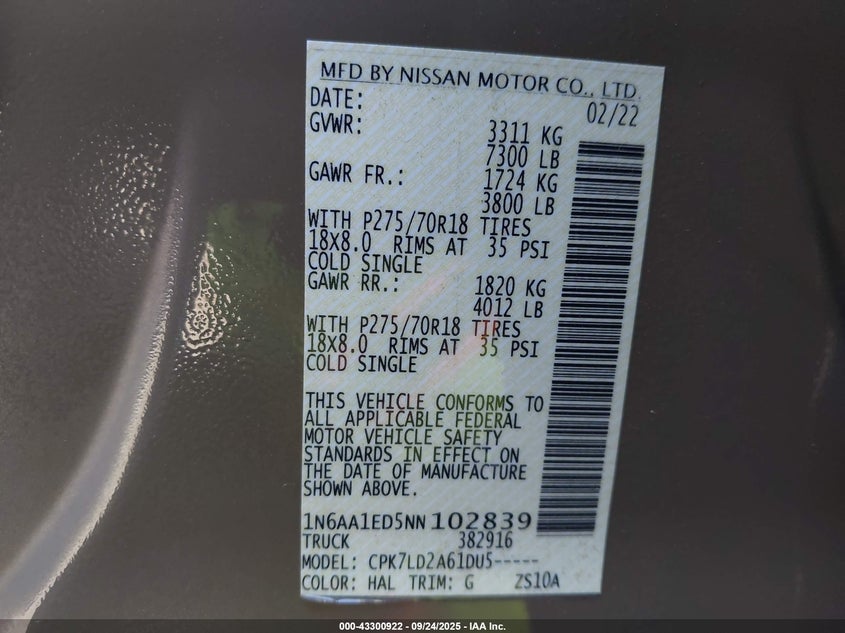 MFD BY NISSAN MOTOR CO., LTD.
DATE: 02/22
GVWR: 3311 KG
7300 LB
GAWR FR.: 1724 KG
3800 LB
WITH P275/70R18 TIRES
18X8.0 RIMS AT 35 PSI
COLD SINGLE
GAWR RR.: 1820 KG
4012 LB
WITH P275/70R18 TIRES
18X8.0 RIMS AT 35 PSI
COLD SINGLE
THIS VEHICLE CONFORMS TO
ALL APPLICABLE FEDERAL
MOTOR VEHICLE SAFETY
STANDARDS IN EFFECT ON
THE DATE OF MANUFACTURE
SHOWN ABOVE.
1N6AA1ED5NN102839
TRUCK 382916
MODEL: CPK7LD2A61DU5-----
COLOR: HAL TRIM: G ZS10A
000-43300922 - 09/24/2025 - IAA Inc.